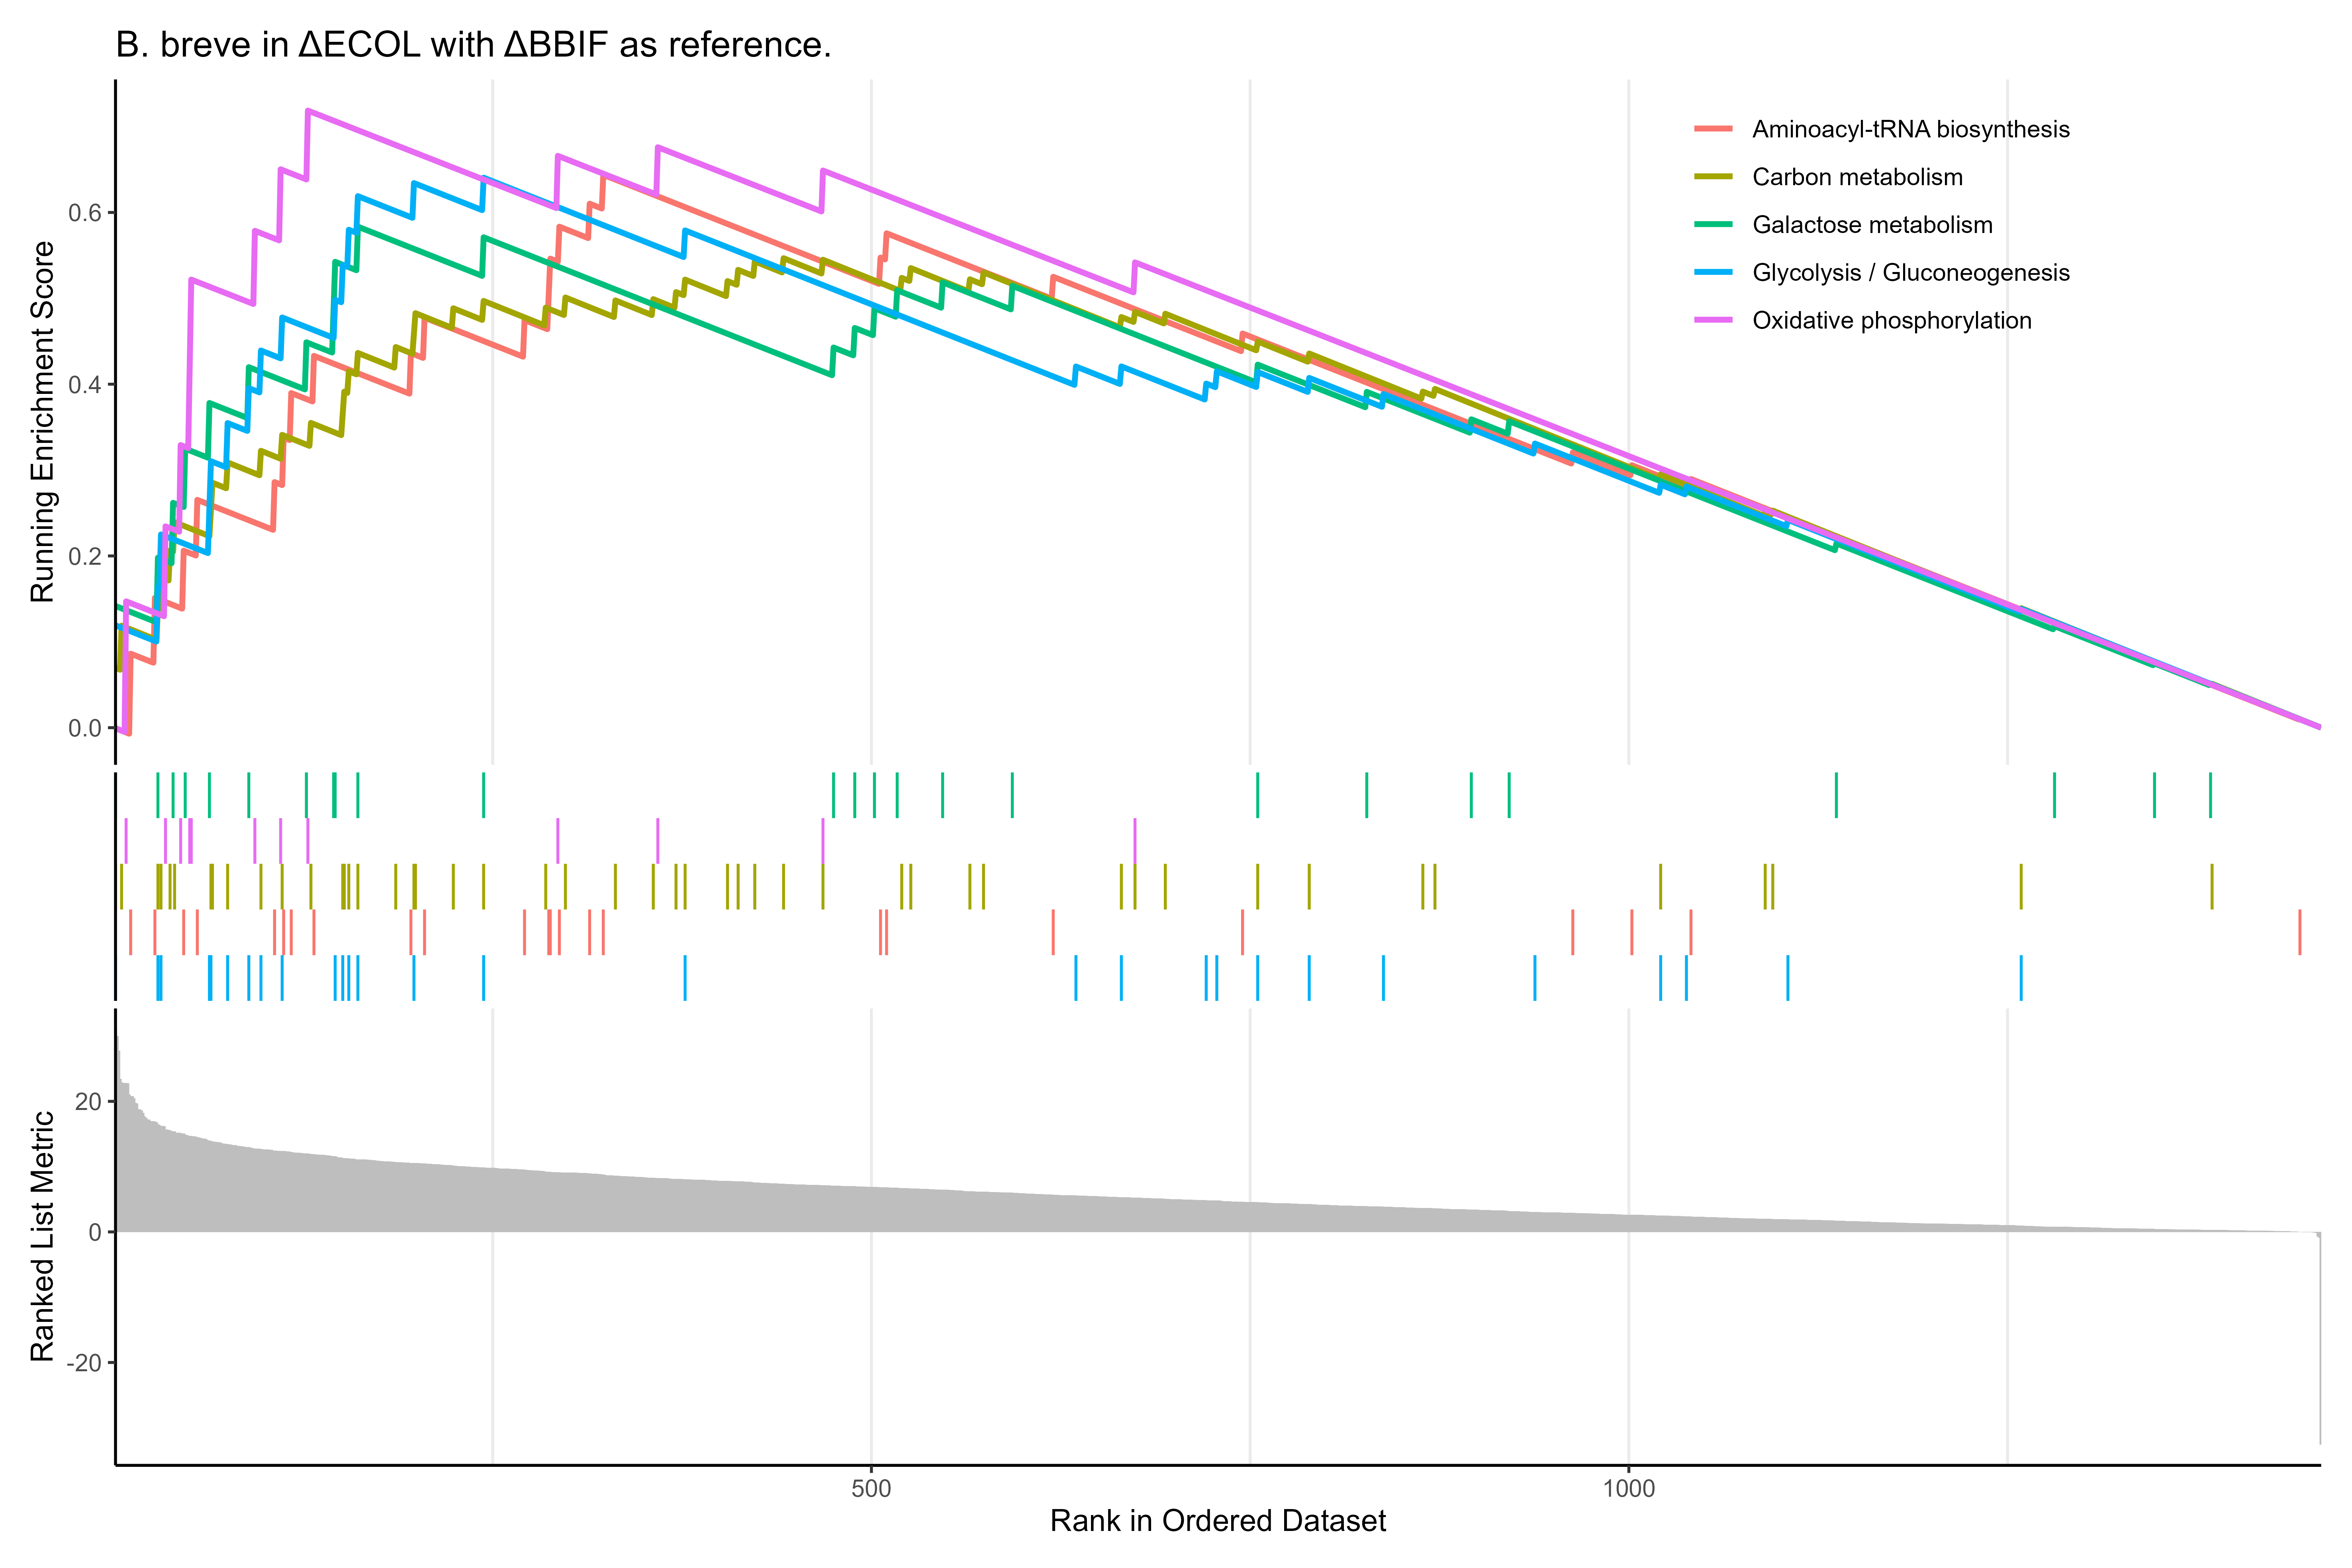 B. breve in ΔECOL with ΔBBIF as reference.
Running Enrichment Score
0.6
0.4
0.2
0.0
Aminoacyl-tRNA biosynthesis
Carbon metabolism
Galactose metabolism
Glycolysis / Gluconeogenesis
Oxidative phosphorylation
Ranked List Metric
20
0
-20
500
1000
Rank in Ordered Dataset